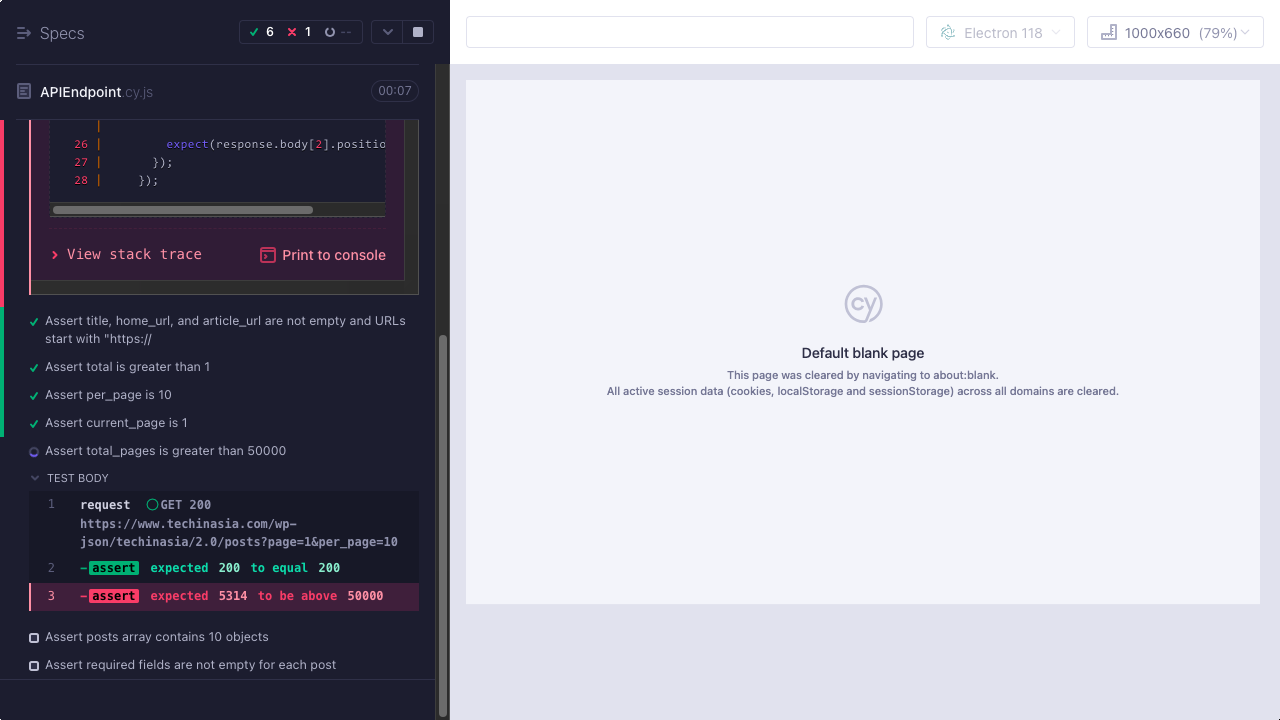 Specs
6 1 --
Electron 118
1000x660 (79%)
APIEndpoint.cy.js
00:07
26 | expect(response.body[2].positio
27 | });
28 | });
View stack trace
Print to console
Assert title, home_url, and article_url are not empty and URLs
start with "https://
Assert total is greater than 1
Assert per_page is 10
Assert current_page is 1
Assert total_pages is greater than 50000
TEST BODY
1 request GET 200
https://www.techinasia.com/wp-
json/techinasia/2.0/posts?page=1&per_page=10
2 -assert expected 200 to equal 200
3 -assert expected 5314 to be above 50000
Assert posts array contains 10 objects
Assert required fields are not empty for each post
cy
Default blank page
This page was cleared by navigating to about:blank.
All active session data (cookies, localStorage and sessionStorage) across all domains are cleared.